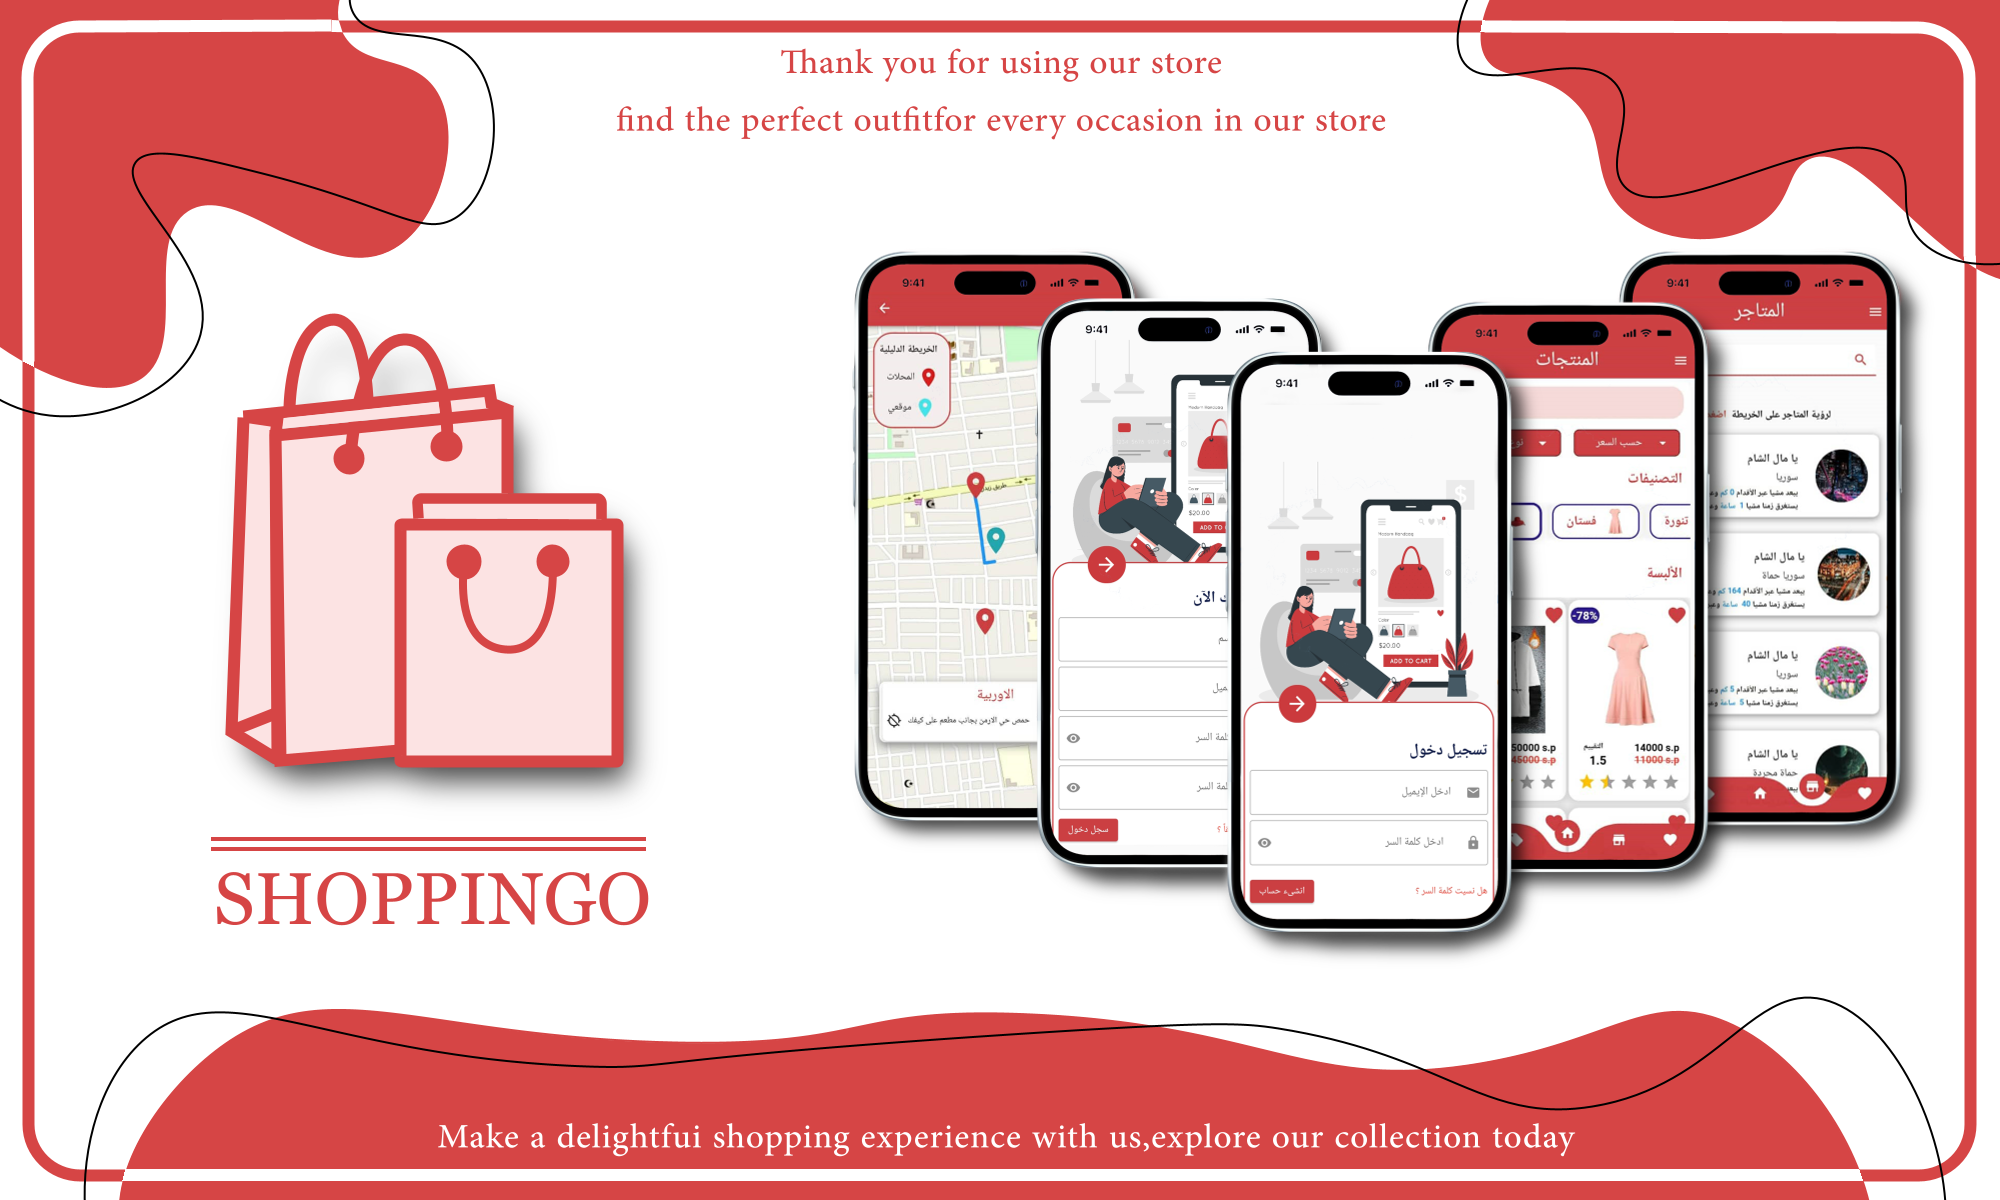 Thank you for using our store
find the perfect outfitfor every occasion in our store
SHOPPINGO
9:41
الخريطة الدليلية
المحلات
موقعي
الاوربية
حمص حي الارمن بجانب مطعم على كيفك
9:41
$20.00
ADD TO
الآن
كلمة السر
سجل دخول
9:41
$
Modern Handbag
Color
$20.00
ADD TO CART
تسجيل دخول
ادخل الإيميل
ادخل كلمة السر
هل نسيت كلمة السر ؟
انشىء حساب
9:41
المنتجات
حسب السعر
التصنيفات
تنورة
فستان
الألبسة
-78%
50000 s.p
45000 s.p
التقييم
14000 s.p
1.5
11000 s.p
9:41
المتاجر
لرؤية المتاجر على الخريطة
يا مال الشام
سوريا
يبعد مشيا عبر الأقدام 0 كم
يستغرق زمنا مشيا 1 ساعة
يا مال الشام
سوريا حماة
يبعد مشيا عبر الأقدام 164 كم
يستغرق زمنا مشيا 40 ساعة
يا مال الشام
سوريا
يبعد مشيا عبر الأقدام 5 كم
يستغرق زمنا مشيا 5 ساعة
يا مال الشام
حماة محردة
Make a delightfui shopping experience with us,explore our collection today